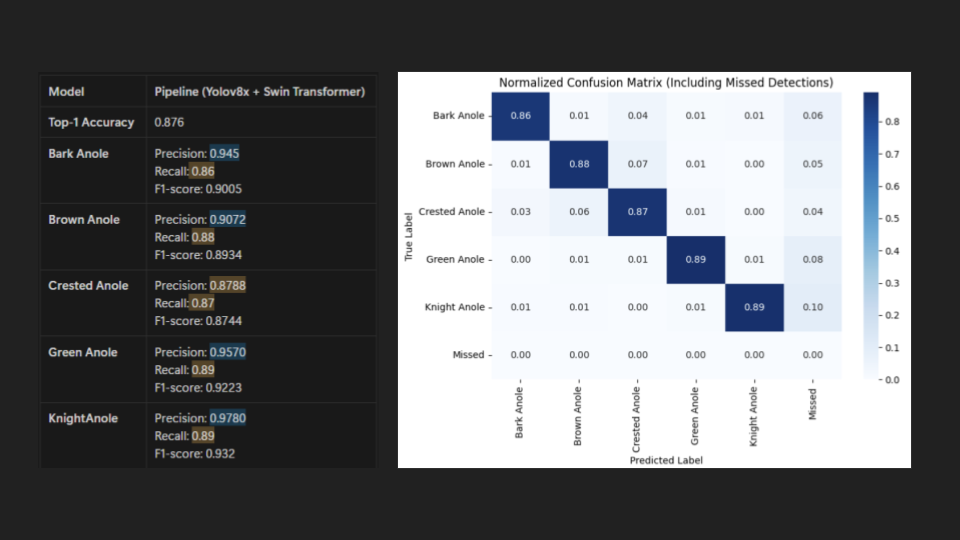 Model Pipeline (Yolov8x + Swin Transformer)
Top-1 Accuracy 0.876
Bark Anole Precision: 0.945
Recall: 0.86
F1-score: 0.9005
Brown Anole Precision: 0.9072
Recall: 0.88
F1-score: 0.8934
Crested Anole Precision: 0.8788
Recall: 0.87
F1-score: 0.8744
Green Anole Precision: 0.9570
Recall: 0.89
F1-score: 0.9223
KnightAnole Precision: 0.9780
Recall: 0.89
F1-score: 0.932
Normalized Confusion Matrix (Including Missed Detections)
True Label
Bark Anole 0.86 0.01 0.04 0.01 0.01 0.06
Brown Anole 0.01 0.88 0.07 0.01 0.00 0.05
Crested Anole 0.03 0.06 0.87 0.01 0.00 0.04
Green Anole 0.00 0.01 0.01 0.89 0.01 0.08
Knight Anole 0.01 0.01 0.00 0.01 0.89 0.10
Missed 0.00 0.00 0.00 0.00 0.00 0.00
Bark Anole Brown Anole Crested Anole Green Anole Knight Anole Missed
Predicted Label
0.8
0.7
0.6
0.5
0.4
0.3
0.2
0.1
0.0